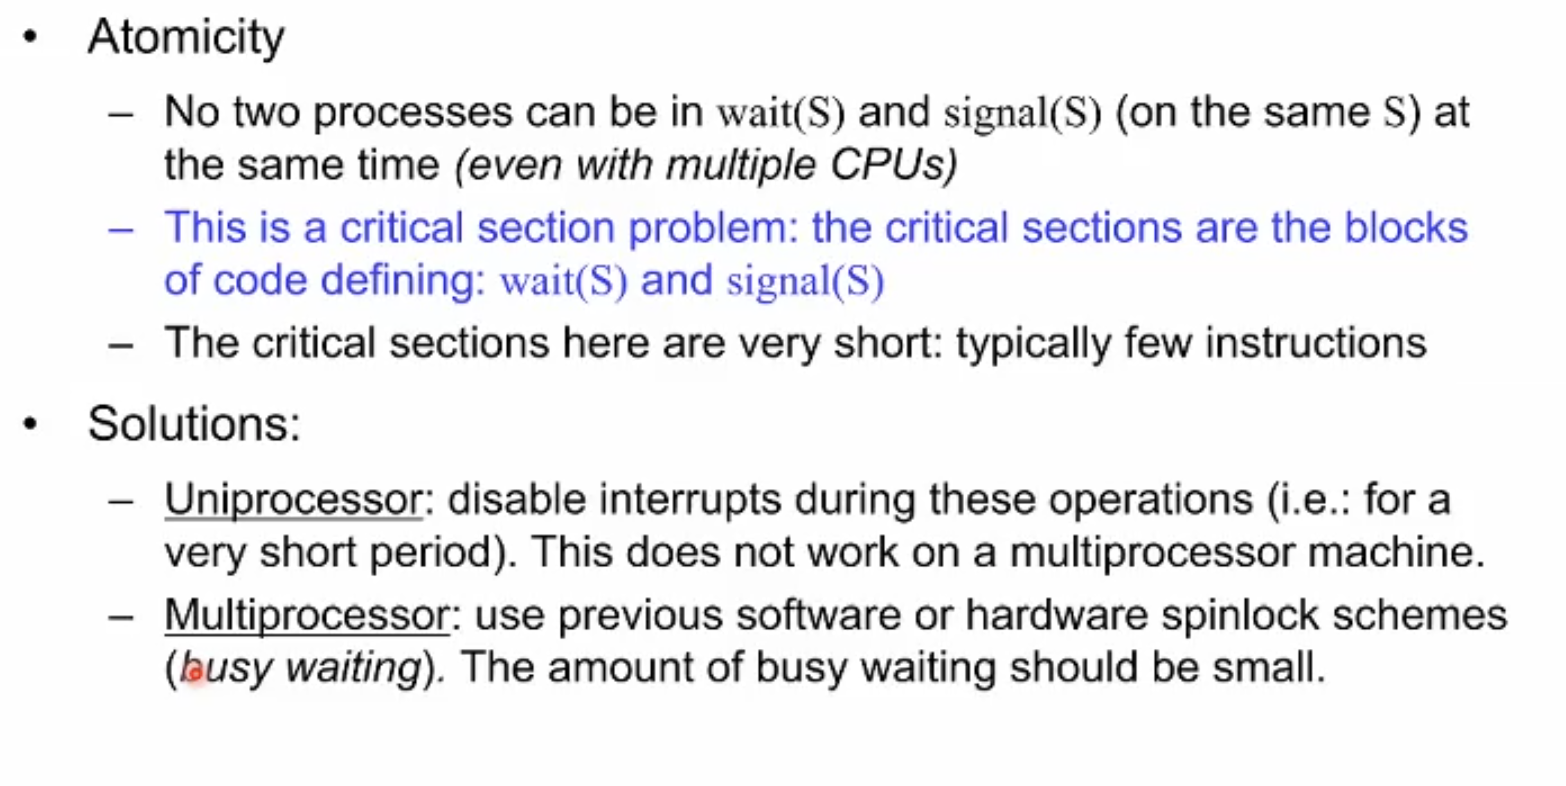 • Atomicity
– No two processes can be in wait(S) and signal(S) (on the same S) at
the same time (even with multiple CPUs)
– This is a critical section problem: the critical sections are the blocks
of code defining: wait(S) and signal(S)
– The critical sections here are very short: typically few instructions
• Solutions:
– Uniprocessor: disable interrupts during these operations (i.e.: for a
very short period). This does not work on a multiprocessor machine.
– Multiprocessor: use previous software or hardware spinlock schemes
(busy waiting). The amount of busy waiting should be small.